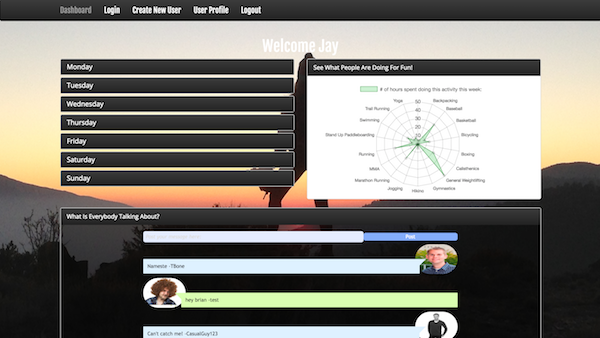 Dashboard Login Create New User User Profile Logout
Welcome Jay
Monday
Tuesday
Wednesday
Thursday
Friday
Saturday
Sunday
See What People Are Doing For Fun!
# of hours spent doing this activity this week:
Yoga
Backpacking
Trail Running
Baseball
Swimming
Basketball
Stand Up Paddleboarding
Bicycling
Running
Boxing
MMA
Calisthenics
Marathon Running
General Weightlifting
Jogging
Gymnastics
Hiking
50
40
30
20
10
What Is Everybody Talking About?
Post
Nameste -TBone
hey brian -test
Can't catch me! -CasualGuy123